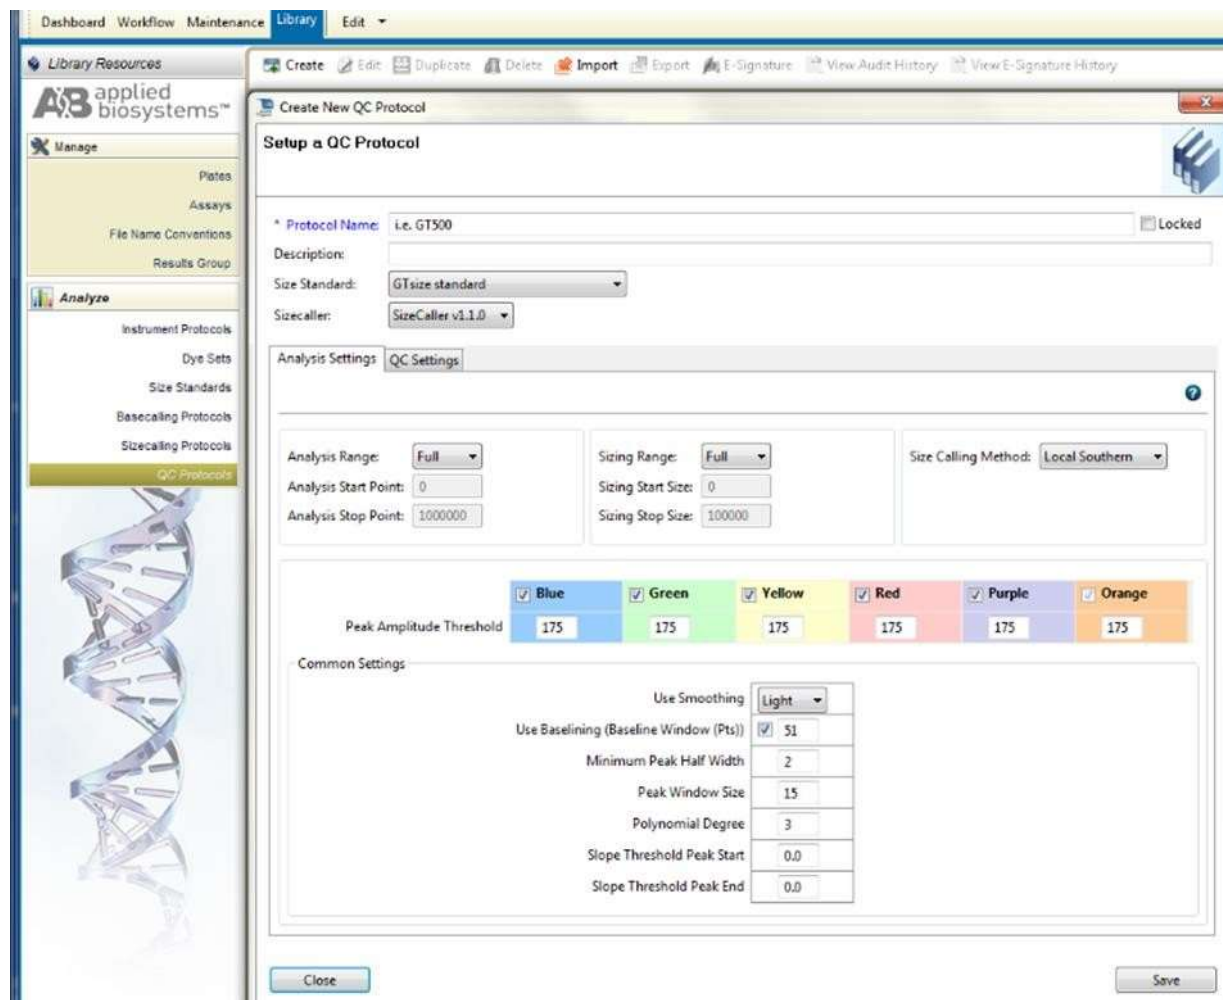 Dashboard Workflow Maintenance Library Edit
Library Resources
Create Edit Duplicate Delete Import Export E-Signature View Audit History View E-Signature History
AB applied biosystems™
Create New QC Protocol
Setup a QC Protocol
Manage
Plates
Assays
File Name Conventions
Results Group
Analyze
Instrument Protocols
Dye Sets
Size Standards
Basecalling Protocols
Sizecalling Protocols
QC Protocols
* Protocol Name: i.e. GT500 Locked
Description:
Size Standard: GTsize standard
Sizecaller: SizeCaller v1.1.0
Analysis Settings QC Settings
Analysis Range: Full Sizing Range: Full Size Calling Method: Local Southern
Analysis Start Point: 0 Sizing Start Size: 0
Analysis Stop Point: 1000000 Sizing Stop Size: 100000
Blue Green Yellow Red Purple Orange
Peak Amplitude Threshold 175 175 175 175 175 175
Common Settings
Use Smoothing Light
Use Baselining (Baseline Window (Pts)) 51
Minimum Peak Half Width 2
Peak Window Size 15
Polynomial Degree 3
Slope Threshold Peak Start 0.0
Slope Threshold Peak End 0.0
Close Save